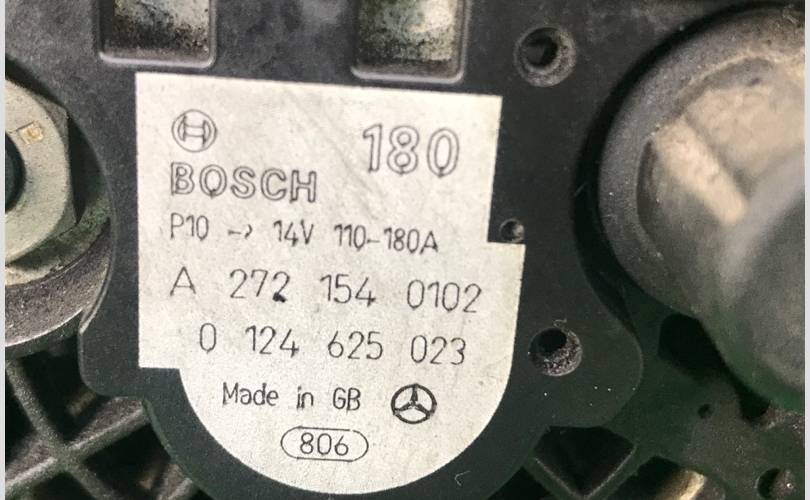 180
BOSCH
P10 -> 14V 110-180A
A 272 154 0102
0 124 625 023
Made in GB
806